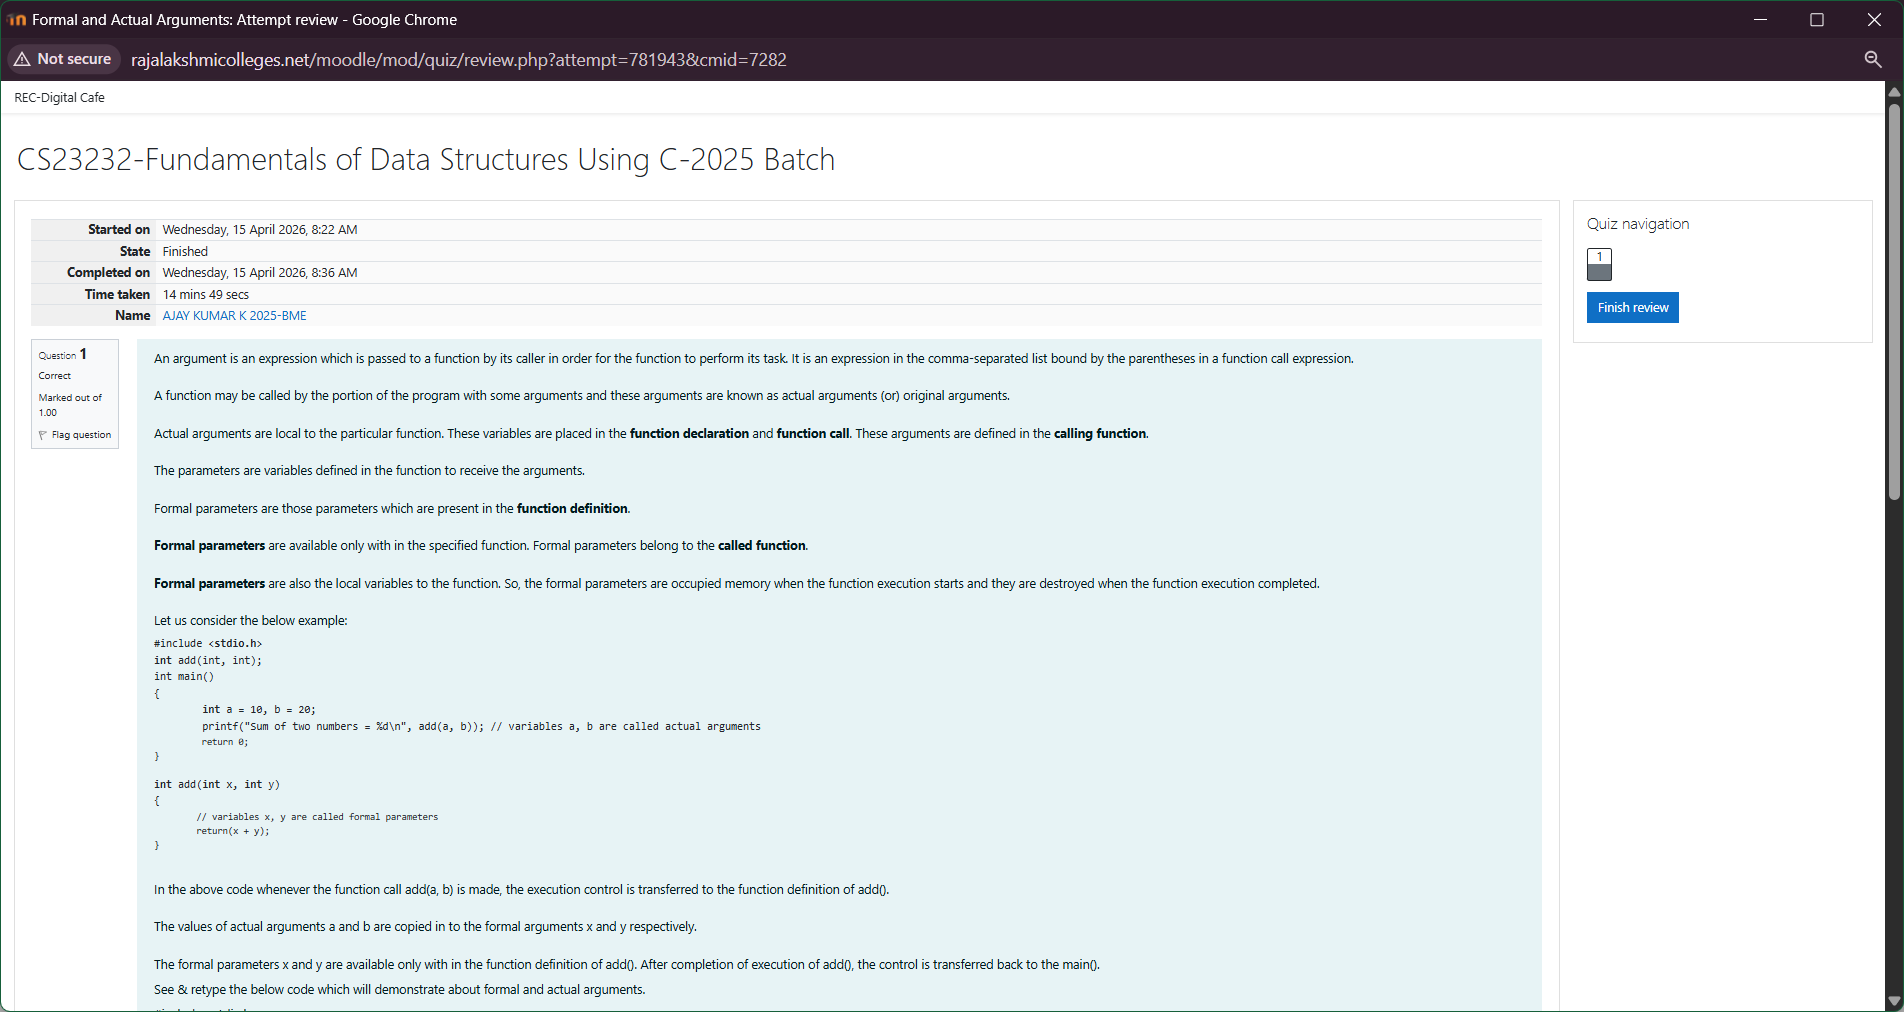 Formal and Actual Arguments: Attempt review - Google Chrome
Not secure
rajalakshmicolleges.net/moodle/mod/quiz/review.php?attempt=781943&cmid=7282
REC-Digital Cafe
CS23232-Fundamentals of Data Structures Using C-2025 Batch
Started on Wednesday, 15 April 2026, 8:22 AM
State Finished
Completed on Wednesday, 15 April 2026, 8:36 AM
Time taken 14 mins 49 secs
Name AJAY KUMAR K 2025-BME
Quiz navigation
1
Finish review
Question 1
Correct
Marked out of
1.00
Flag question
An argument is an expression which is passed to a function by its caller in order for the function to perform its task. It is an expression in the comma-separated list bound by the parentheses in a function call expression.
A function may be called by the portion of the program with some arguments and these arguments are known as actual arguments (or) original arguments.
Actual arguments are local to the particular function. These variables are placed in the function declaration and function call. These arguments are defined in the calling function.
The parameters are variables defined in the function to receive the arguments.
Formal parameters are those parameters which are present in the function definition.
Formal parameters are available only with in the specified function. Formal parameters belong to the called function.
Formal parameters are also the local variables to the function. So, the formal parameters are occupied memory when the function execution starts and they are destroyed when the function execution completed.
Let us consider the below example:
#include <stdio.h>
int add(int, int);
int main()
{
int a = 10, b = 20;
printf("Sum of two numbers = %d\n", add(a, b)); // variables a, b are called actual arguments
return 0;
}
int add(int x, int y)
{
// variables x, y are called formal parameters
return(x + y);
}
In the above code whenever the function call add(a, b) is made, the execution control is transferred to the function definition of add().
The values of actual arguments a and b are copied in to the formal arguments x and y respectively.
The formal parameters x and y are available only with in the function definition of add(). After completion of execution of add(), the control is transferred back to the main().
See & retype the below code which will demonstrate about formal and actual arguments.